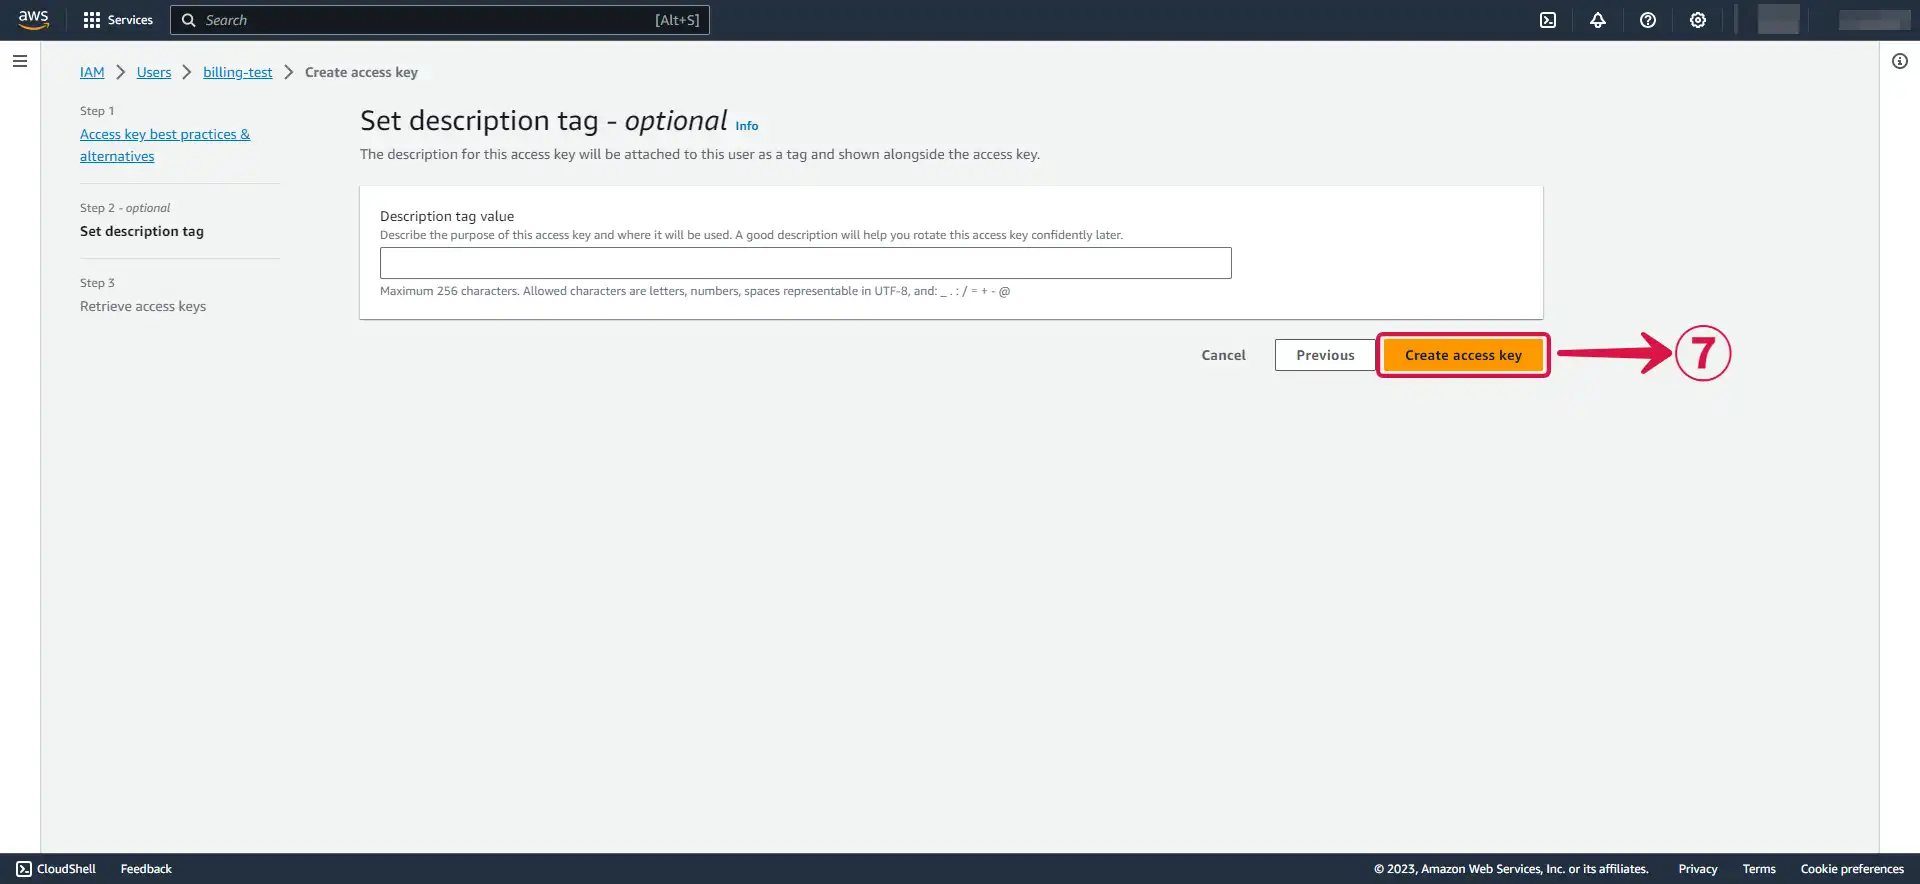 aws
Services
Search
[Alt+S]
IAM > Users > billing-test > Create access key
Step 1
Access key best practices &
alternatives
Step 2 - optional
Set description tag
Step 3
Retrieve access keys
Set description tag - optional Info
The description for this access key will be attached to this user as a tag and shown alongside the access key.
Description tag value
Describe the purpose of this access key and where it will be used. A good description will help you rotate this access key confidently later.
Maximum 256 characters. Allowed characters are letters, numbers, spaces representable in UTF-8, and: _ . : / = + - @
Cancel
Previous
Create access key
7
CloudShell
Feedback
© 2023, Amazon Web Services, Inc. or its affiliates.
Privacy
Terms
Cookie preferences